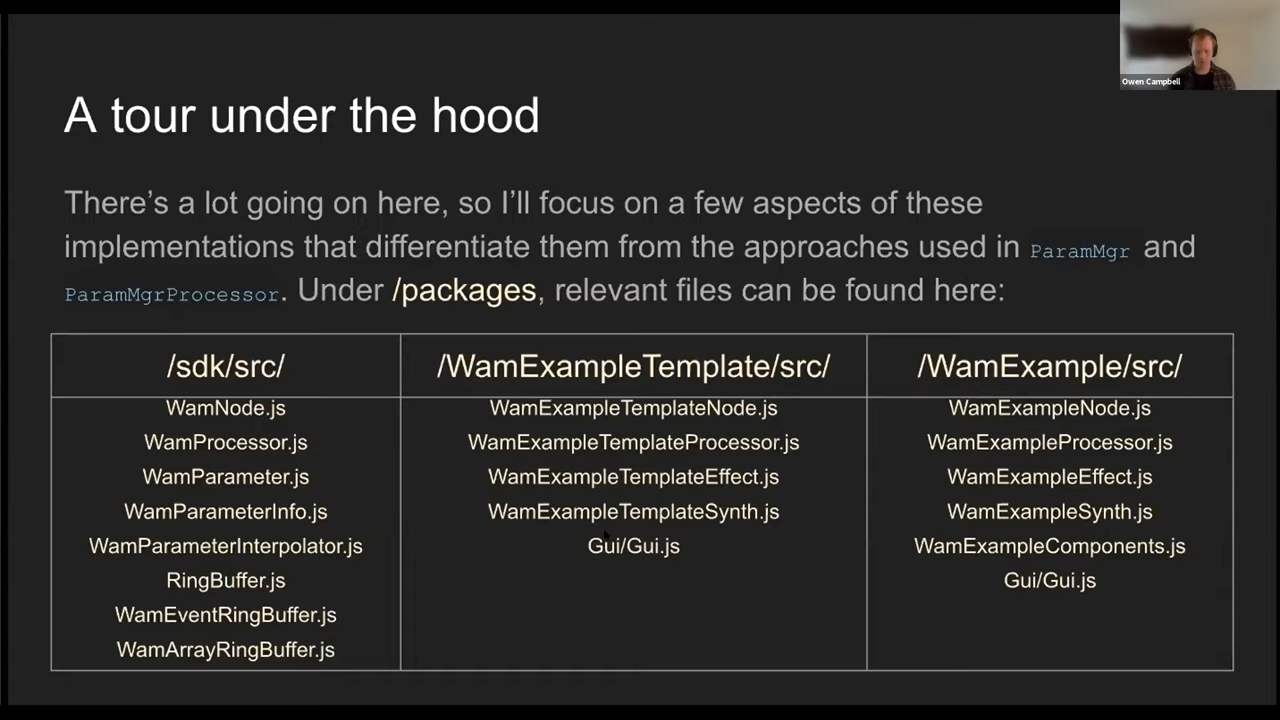 Owen Campbell
A tour under the hood
There’s a lot going on here, so I’ll focus on a few aspects of these
implementations that differentiate them from the approaches used in ParamMgr and
ParamMgrProcessor. Under /packages, relevant files can be found here:
/sdk/src/
WamNode.js
WamProcessor.js
WamParameter.js
WamParameterInfo.js
WamParameterInterpolator.js
RingBuffer.js
WamEventRingBuffer.js
WamArrayRingBuffer.js
/WamExampleTemplate/src/
WamExampleTemplateNode.js
WamExampleTemplateProcessor.js
WamExampleTemplateEffect.js
WamExampleTemplateSynth.js
Gui/Gui.js
/WamExample/src/
WamExampleNode.js
WamExampleProcessor.js
WamExampleEffect.js
WamExampleSynth.js
WamExampleComponents.js
Gui/Gui.js